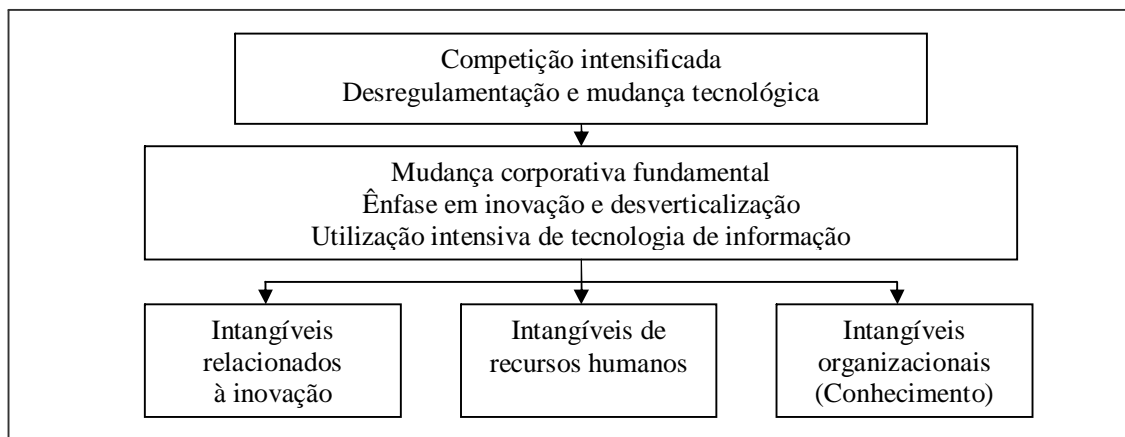 Competição intensificada
Desregulamentação e mudança tecnológica
Mudança corporativa fundamental
Ênfase em inovação e desverticalização
Utilização intensiva de tecnologia de informação
Intangíveis
relacionados
à inovação
Intangíveis de
recursos humanos
Intangíveis
organizacionais
(Conhecimento)